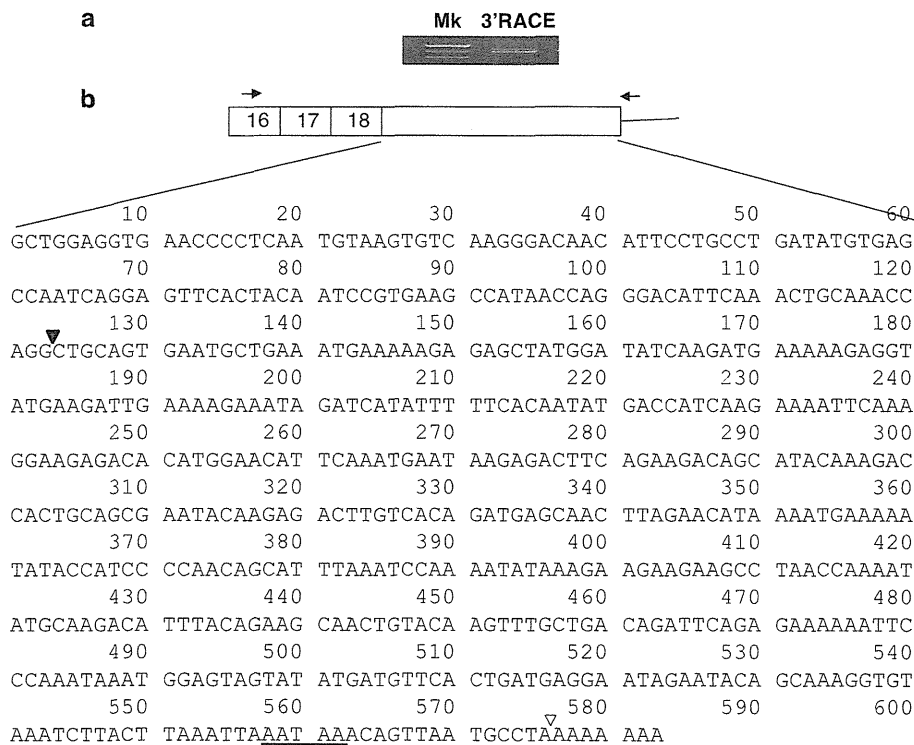 a
Mk 3'RACE
b
16 17 18
10 20 30 40 50 60
GCTGGAGGTG AACCCCTCAA TGTAAGTGTC AAGGGACAAC ATTCCTGCCT GATATGTGAG
70 80 90 100 110 120
CCAATCAGGA GTTCACTACA ATCCGTGAAG CCATAACCAG GGACATTCAA ACTGCAAACC
130 140 150 160 170 180
AGGCTGCAGT GAATGCTGAA ATGAAAAAGA GAGCTATGGA TATCAAGATG AAAAAGAGGT
190 200 210 220 230 240
ATGAAGATTG AAAAGAAATA GATCATATTT TTCACAATAT GACCATCAAG AAAATTCAAA
250 260 270 280 290 300
GGAAGAGACA CATGGAACAT TCAAATGAAT AAGAGACTTC AGAAGACAGC ATACAAAGAC
310 320 330 340 350 360
CACTGCAGCG AATACAAGAG ACTTGTCACA GATGAGCAAC TTAGAACATA AAATGAAAAA
370 380 390 400 410 420
TATACCATCC CCAACAGCAT TTAAATCCAA AATATAAAGA AGAAGAAGCC TAACCAAAAT
430 440 450 460 470 480
ATGCAAGACA TTTACAGAAG CAACTGTACA AGTTTGCTGA CAGATTCAGA GAAAAAATTC
490 500 510 520 530 540
CCAAATAAAT GGAGTAGTAT ATGATGTTCA CTGATGAGGA ATAGAATACA GCAAAGGTGT
550 560 570 580 590 600
AAATCTTACT TAAATTAAAT AAACAGTTAA TGCCTAAAAA AAA